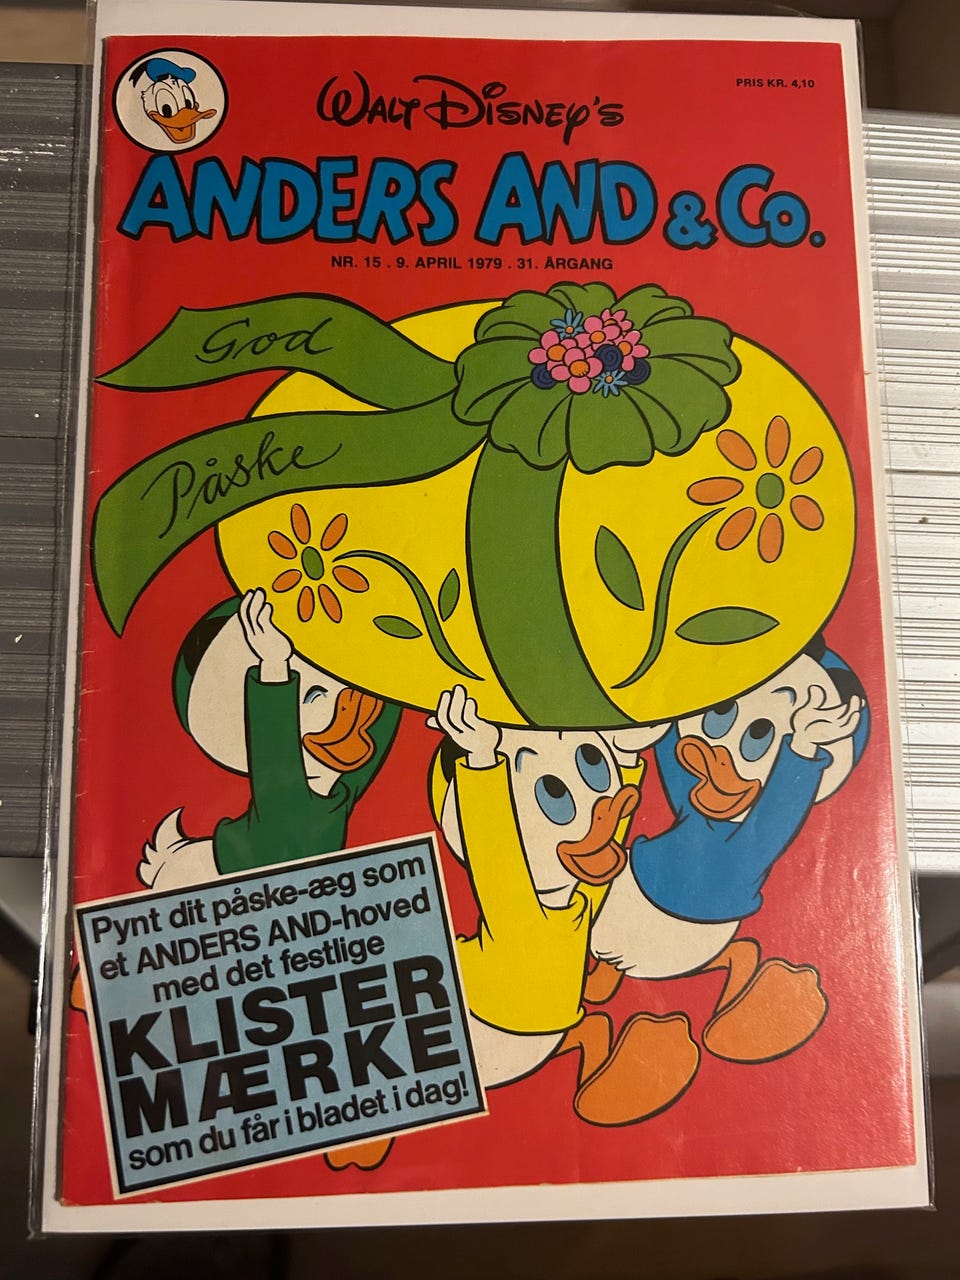 WALT DISNEY'S
PRIS KR. 4,10
ANDERS AND & CO.
NR. 15 . 9. APRIL 1979 . 31. ÅRGANG
God
Påske
Pynt dit påske-æg som
et ANDERS AND-hoved
med det festlige
KLISTER
MÆRKE
som du får i bladet i dag!